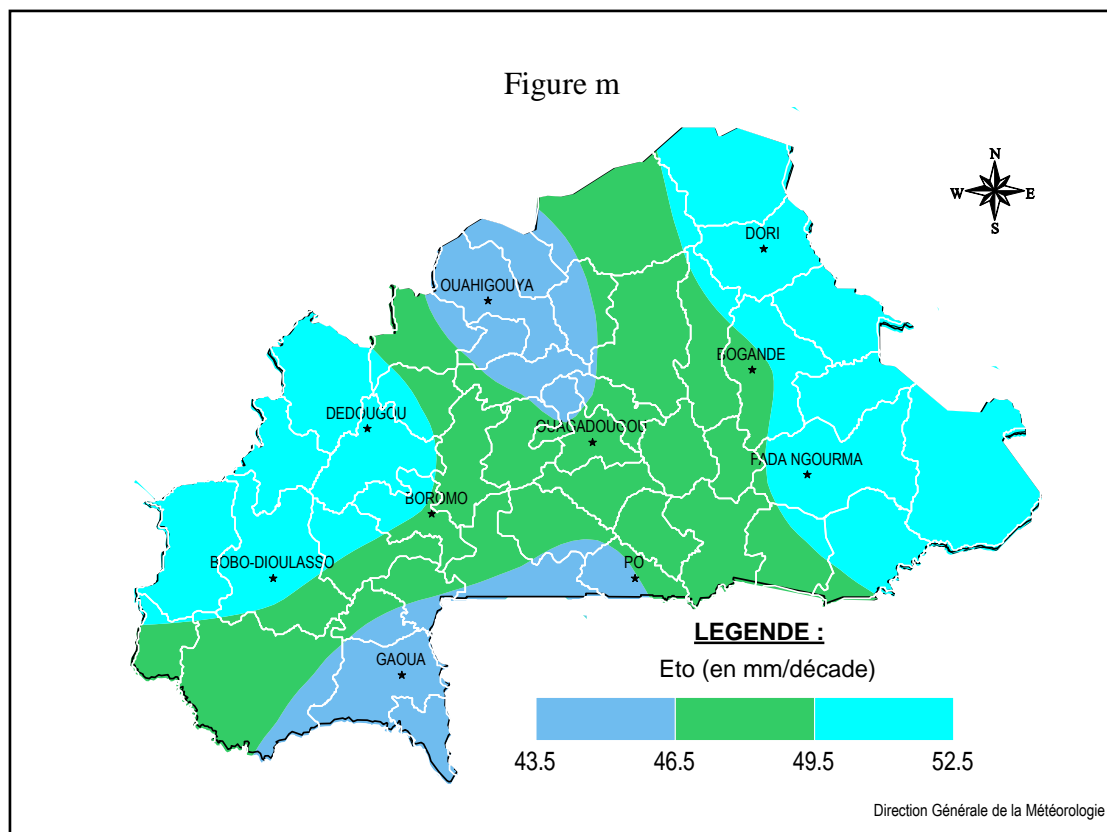 Figure m
N
W E
S
DORI
OUAHIGOUYA
BOGANDE
DEDOUGOU
OUAGADOUGOU
FADA NGOURMA
BOROMO
BOBO-DIOULASSO
PO
GAOUA
LEGENDE :
Eto (en mm/décade)
43.5 46.5 49.5 52.5
Direction Générale de la Météorologie